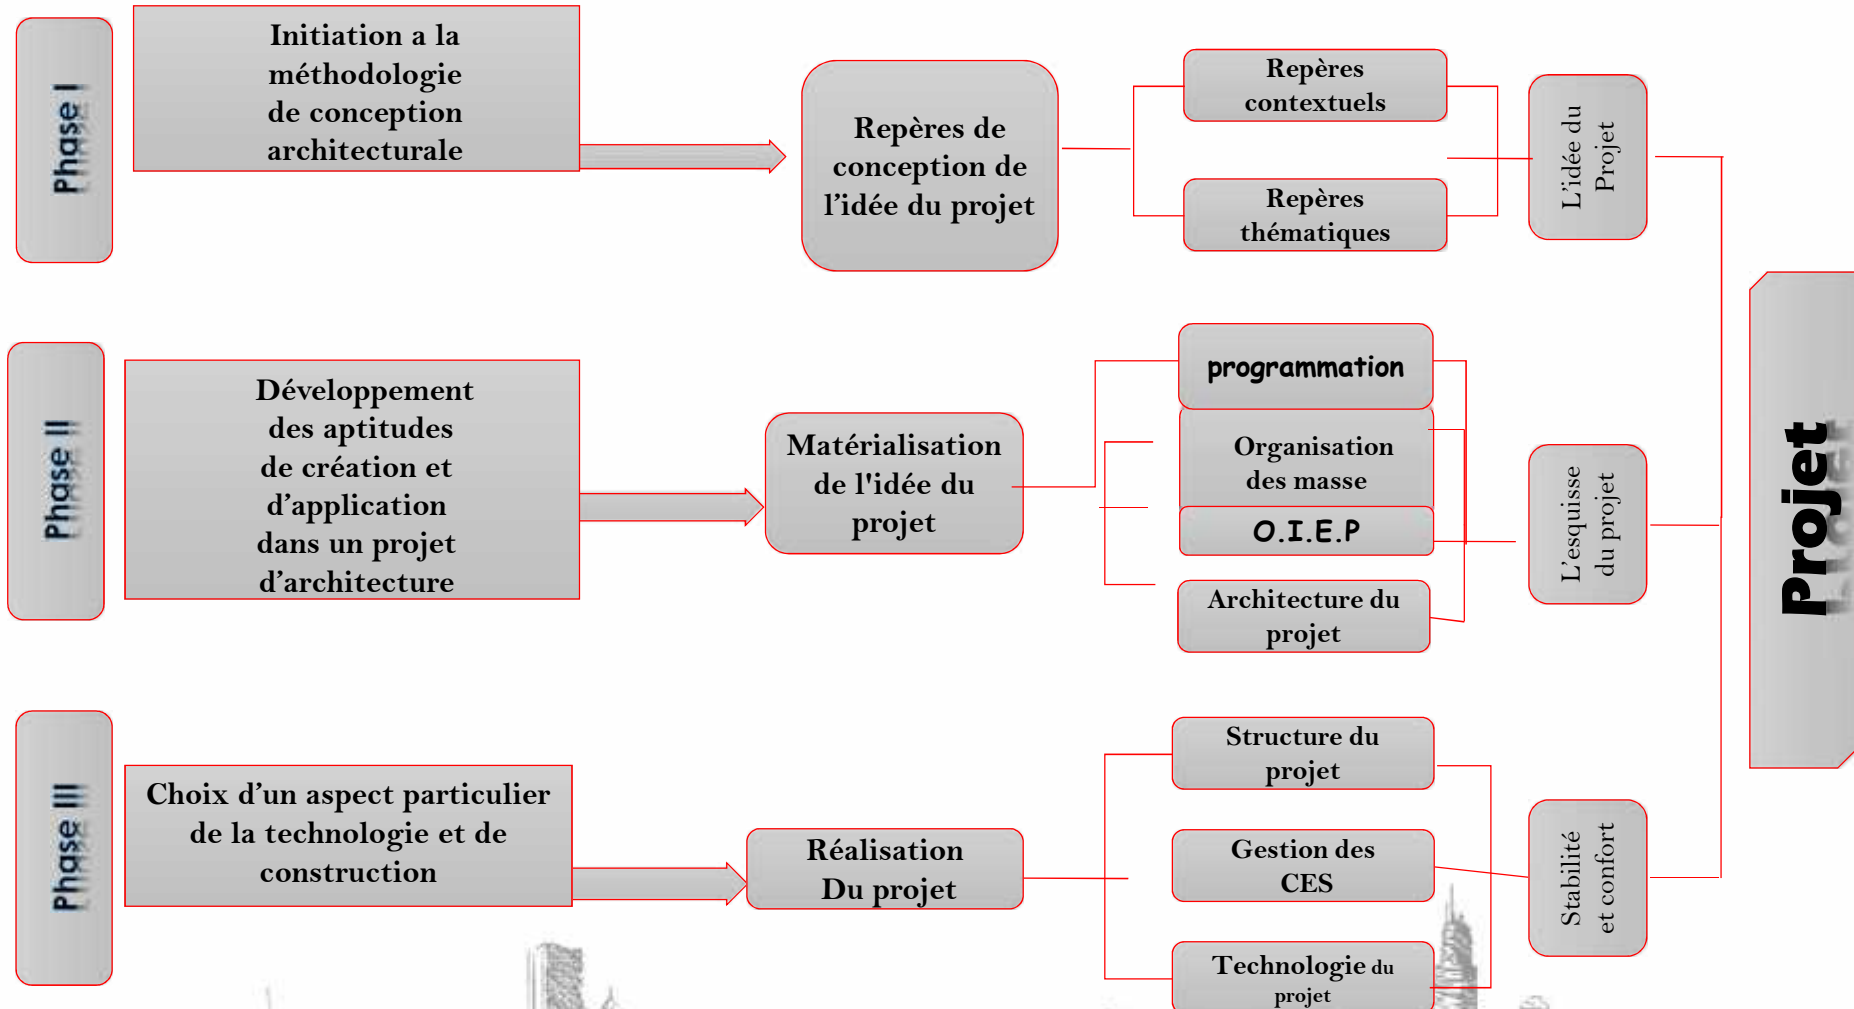 Phase I
Initiation a la
méthodologie
de conception
architecturale
Repères de
conception de
l'idée du projet
Repères
contextuels
Repères
thématiques
L'idée du
Projet
Phase II
Développement
des aptitudes
de création et
d'application
dans un projet
d'architecture
Matérialisation
de l'idée du
projet
programmation
Organisation
des masse
O.I.E.P
Architecture du
projet
L'esquisse
du projet
Phase III
Choix d'un aspect particulier
de la technologie et de
construction
Réalisation
Du projet
Structure du
projet
Gestion des
CES
Technologie du
projet
Stabilité
et confort
Projet